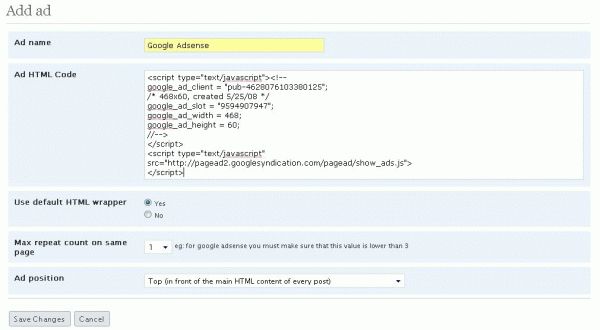 Add ad
Ad name
Google Adsense
Ad HTML Code
<script type="text/javascript"><!--
google_ad_client = "pub-4628076103380125";
/* 468x60, created 5/25/08 */
google_ad_slot = "9594907947";
google_ad_width = 468;
google_ad_height = 60;
//-->
</script>
<script type="text/javascript"
src="http://pagead2.googlesyndication.com/pagead/show_ads.js">
</script>
Use default HTML wrapper
Yes
No
Max repeat count on same
page
1 eg: for google adsense you must make sure that this value is lower than 3
Ad position
Top (in front of the main HTML content of every post)
Save Changes Cancel